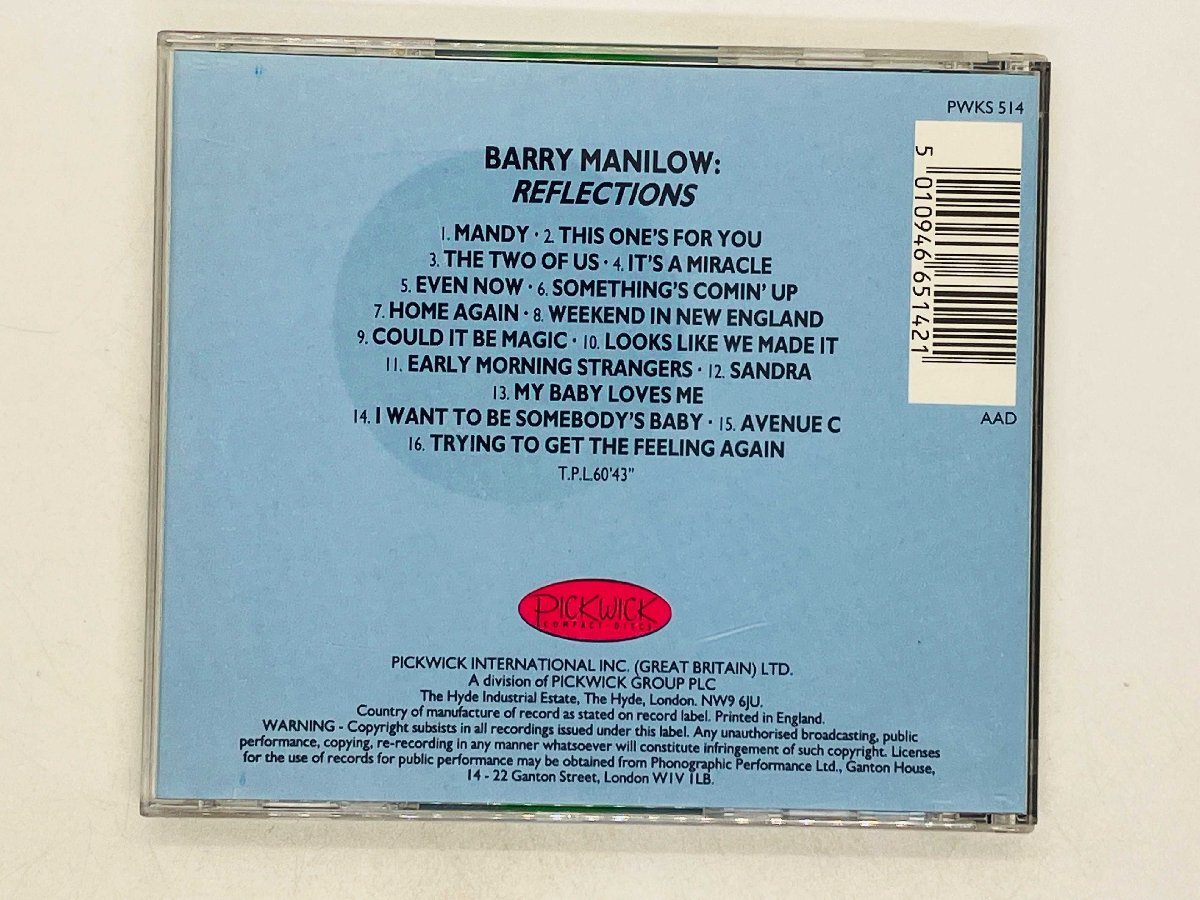 PWKS 514
BARRY MANILOW:
REFLECTIONS
1. MANDY · 2. THIS ONE'S FOR YOU
3. THE TWO OF US · 4. IT'S A MIRACLE
5. EVEN NOW · 6. SOMETHING'S COMIN' UP
7. HOME AGAIN · 8. WEEKEND IN NEW ENGLAND
9. COULD IT BE MAGIC · 10. LOOKS LIKE WE MADE IT
11. EARLY MORNING STRANGERS · 12. SANDRA
13. MY BABY LOVES ME
14. I WANT TO BE SOMEBODY'S BABY · 15. AVENUE C
16. TRYING TO GET THE FEELING AGAIN
T.P.L.60'43"
5 010946 651421
AAD
PICKWICK
COMPACT·DISCS
PICKWICK INTERNATIONAL INC. (GREAT BRITAIN) LTD.
A division of PICKWICK GROUP PLC
The Hyde Industrial Estate, The Hyde, London. NW9 6JU.
Country of manufacture of record as stated on record label. Printed in England.
WARNING - Copyright subsists in all recordings issued under this label. Any unauthorised broadcasting, public
performance, copying, re-recording in any manner whatsoever will constitute infringement of such copyright. Licenses
for the use of records for public performance may be obtained from Phonographic Performance Ltd., Ganton House,
14 - 22 Ganton Street, London W1V 1LB.